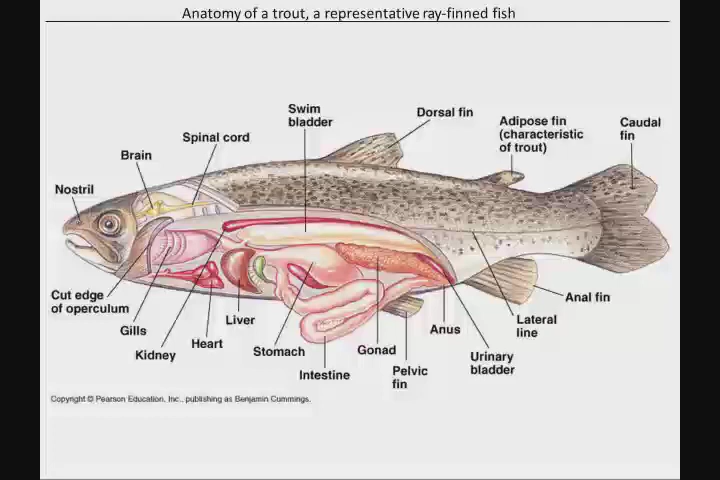 Anatomy of a trout, a representative ray-finned fish
Swim
bladder
Dorsal fin
Adipose fin
(characteristic
of trout)
Caudal
fin
Spinal cord
Brain
Nostril
Cut edge
of operculum
Gills
Kidney
Heart
Liver
Stomach
Intestine
Gonad
Pelvic
fin
Anus
Urinary
bladder
Lateral
line
Anal fin
Copyright © Pearson Education, Inc., publishing as Benjamin Cummings.